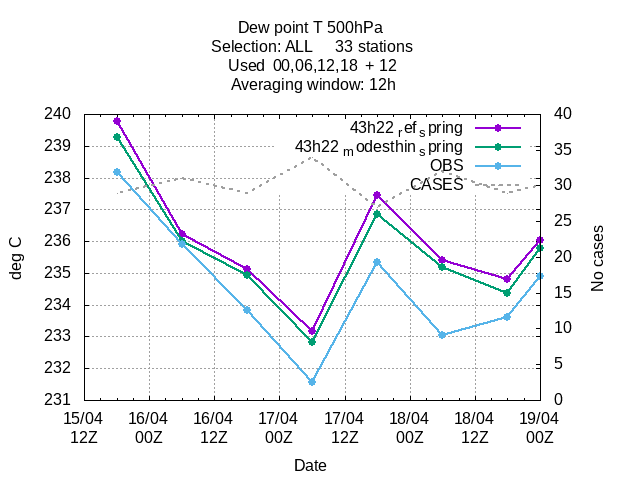 Dew point T 500hPa
Selection: ALL 33 stations
Used 00,06,12,18 + 12
Averaging window: 12h
43h22 ref spring
43h22 modesthin spring
OBS
CASES
deg C
240
239
238
237
236
235
234
233
232
231
No cases
40
35
30
25
20
15
10
5
0
15/04 12Z
16/04 00Z
16/04 12Z
17/04 00Z
17/04 12Z
18/04 00Z
18/04 12Z
19/04 00Z
Date